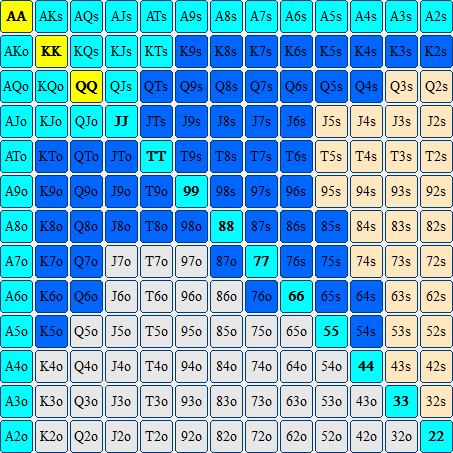 AA AKs AQs AJs ATs A9s A8s A7s A6s A5s A4s A3s A2s
AKo KK KQs KJs KTs K9s K8s K7s K6s K5s K4s K3s K2s
AQo KQo QQ QJs QTs Q9s Q8s Q7s Q6s Q5s Q4s Q3s Q2s
AJo KJo QJo JJ JTs J9s J8s J7s J6s J5s J4s J3s J2s
ATo KTo QTo JTo TT T9s T8s T7s T6s T5s T4s T3s T2s
A9o K9o Q9o J9o T9o 99 98s 97s 96s 95s 94s 93s 92s
A8o K8o Q8o J8o T8o 98o 88 87s 86s 85s 84s 83s 82s
A7o K7o Q7o J7o T7o 97o 87o 77 76s 75s 74s 73s 72s
A6o K6o Q6o J6o T6o 96o 86o 76o 66 65s 64s 63s 62s
A5o K5o Q5o J5o T5o 95o 85o 75o 65o 55 54s 53s 52s
A4o K4o Q4o J4o T4o 94o 84o 74o 64o 54o 44 43s 42s
A3o K3o Q3o J3o T3o 93o 83o 73o 63o 53o 43o 33 32s
A2o K2o Q2o J2o T2o 92o 82o 72o 62o 52o 42o 32o 22